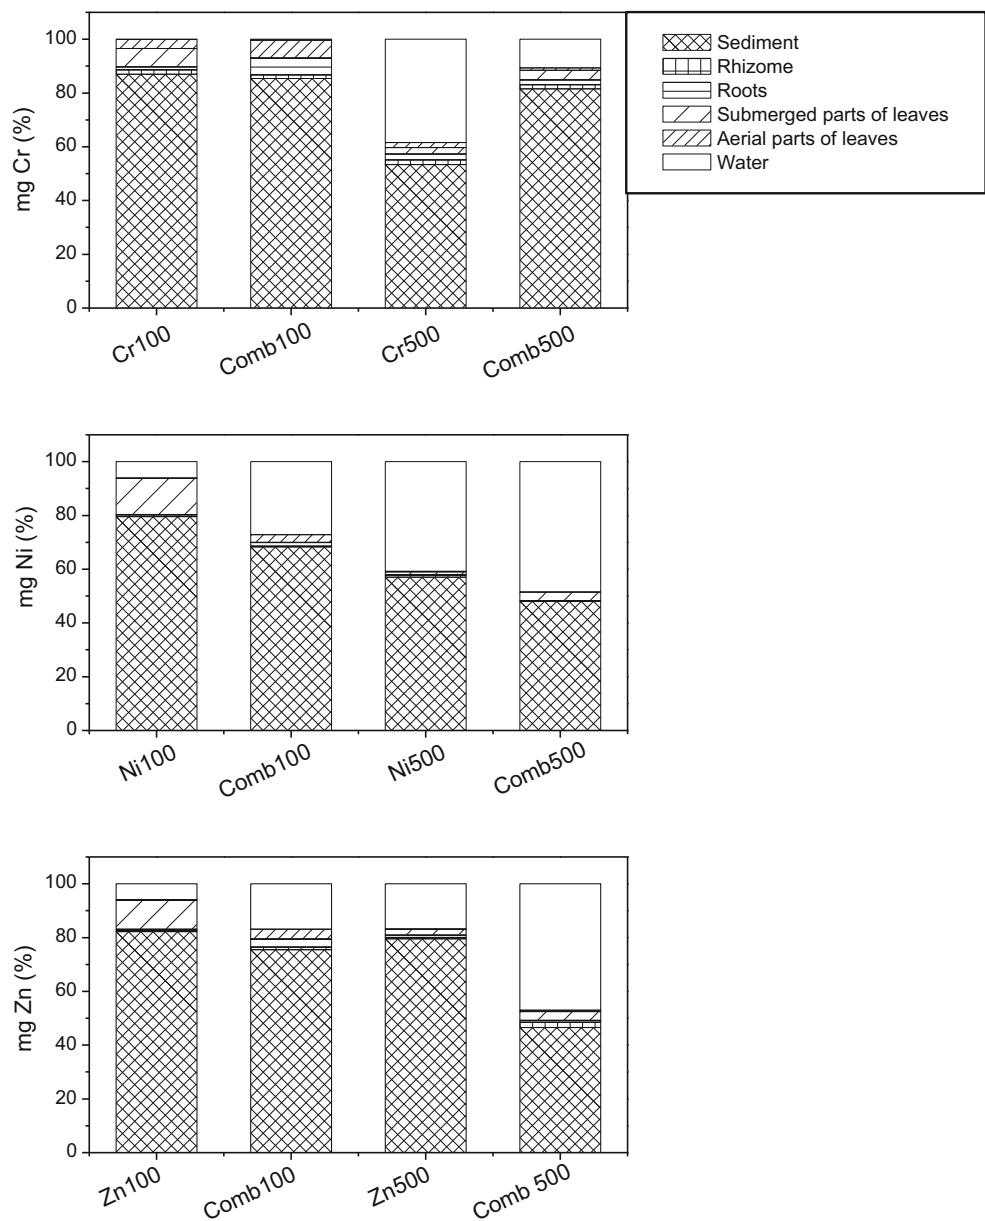 mg Cr (%)
100
80
60
40
20
0
Cr100
Comb100
Cr500
Comb500
Sediment
Rhizome
Roots
Submerged parts of leaves
Aerial parts of leaves
Water
mg Ni (%)
100
80
60
40
20
0
Ni100
Comb100
Ni500
Comb500
mg Zn (%)
100
80
60
40
20
0
Zn100
Comb100
Zn500
Comb 500